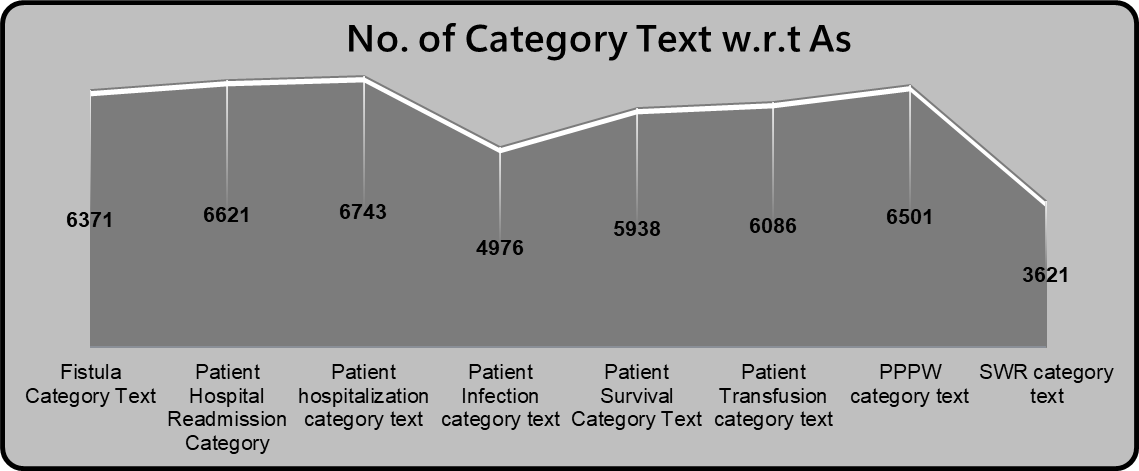 No. of Category Text w.r.t As
6371
6621
6743
4976
5938
6086
6501
3621
Fistula
Category Text
Patient
Hospital
Readmission
Category
Patient
hospitalization
category text
Patient
Infection
category text
Patient
Survival
Category Text
Patient
Transfusion
category text
PPPW
category text
SWR category
text